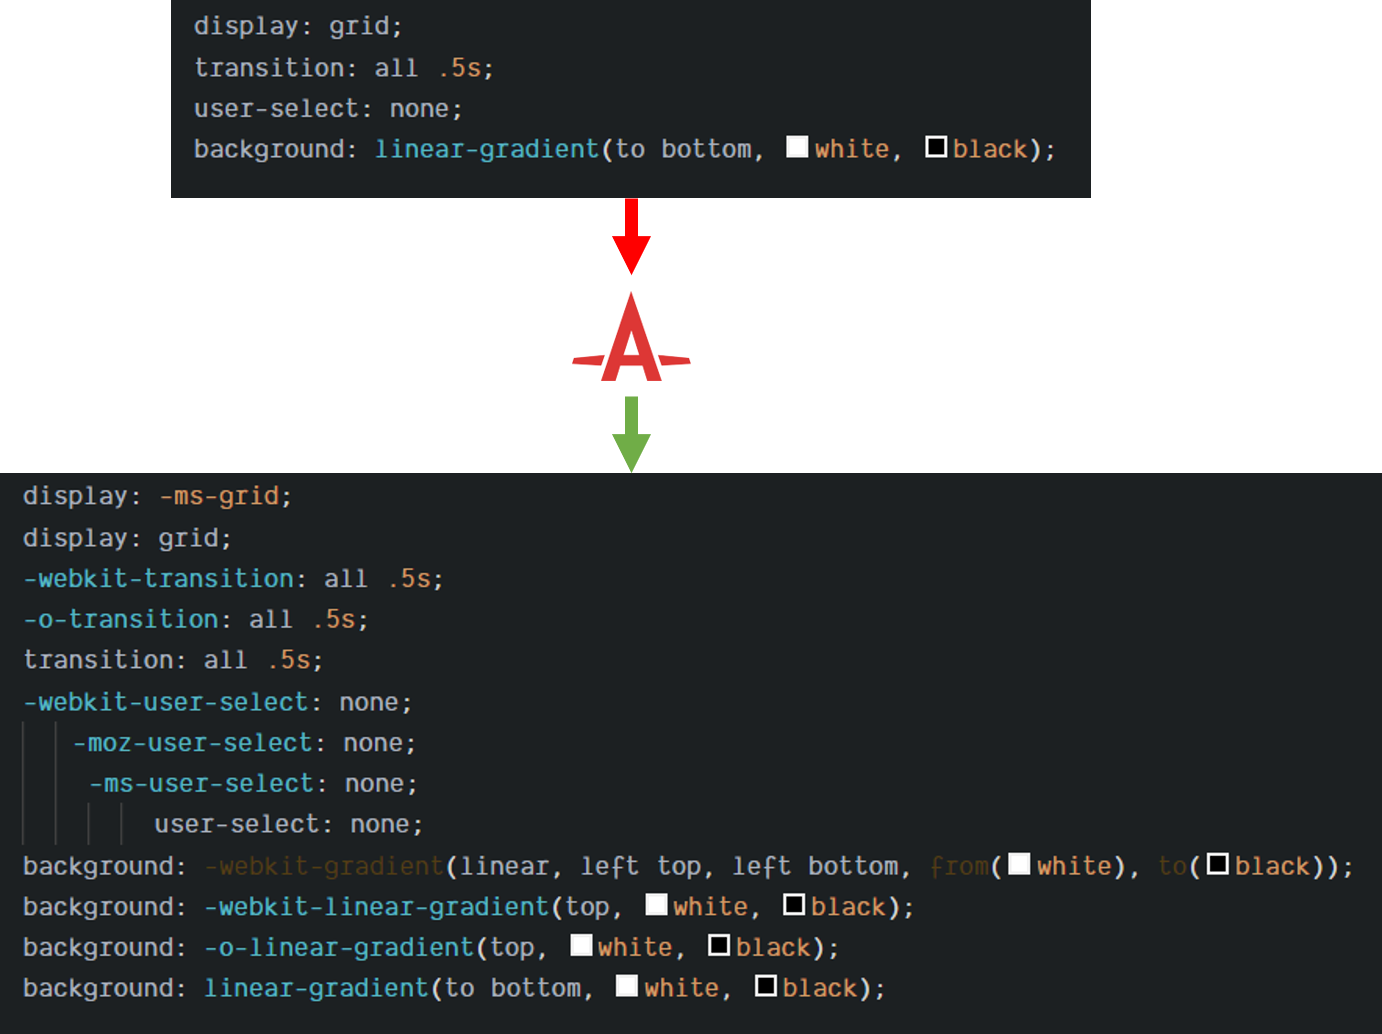 display: grid;
transition: all .5s;
user-select: none;
background: linear-gradient(to bottom, white, black);
A
display: -ms-grid;
display: grid;
-webkit-transition: all .5s;
-o-transition: all .5s;
transition: all .5s;
-webkit-user-select: none;
-moz-user-select: none;
-ms-user-select: none;
user-select: none;
background: -webkit-gradient(linear, left top, left bottom, from(white), to(black));
background: -webkit-linear-gradient(top, white, black);
background: -o-linear-gradient(top, white, black);
background: linear-gradient(to bottom, white, black);